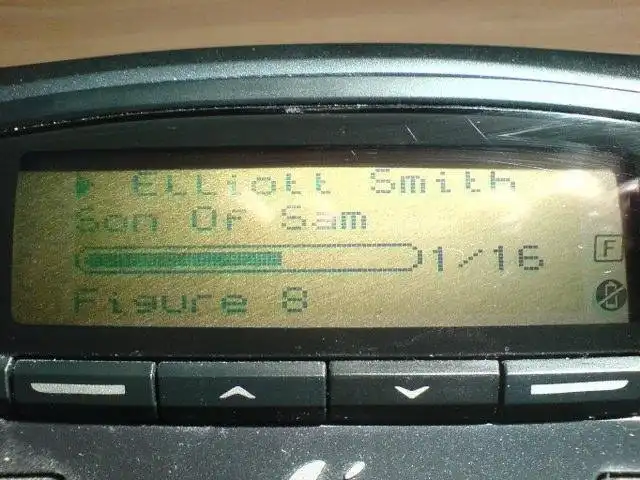 Elliott Smith
Son Of Sam
1/16
F
Figure 8